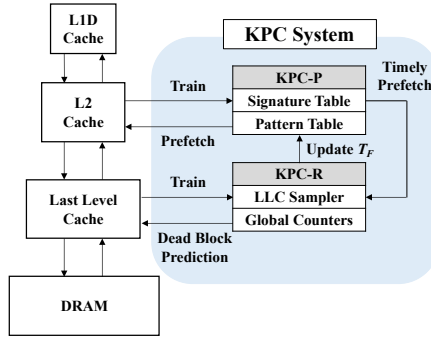 L1D
Cache
KPC System
L2
Cache
Train
Prefetch
KPC-P
Signature Table
Pattern Table
Timely
Prefetch
Update T_F
Last Level
Cache
Train
Dead Block
Prediction
KPC-R
LLC Sampler
Global Counters
DRAM